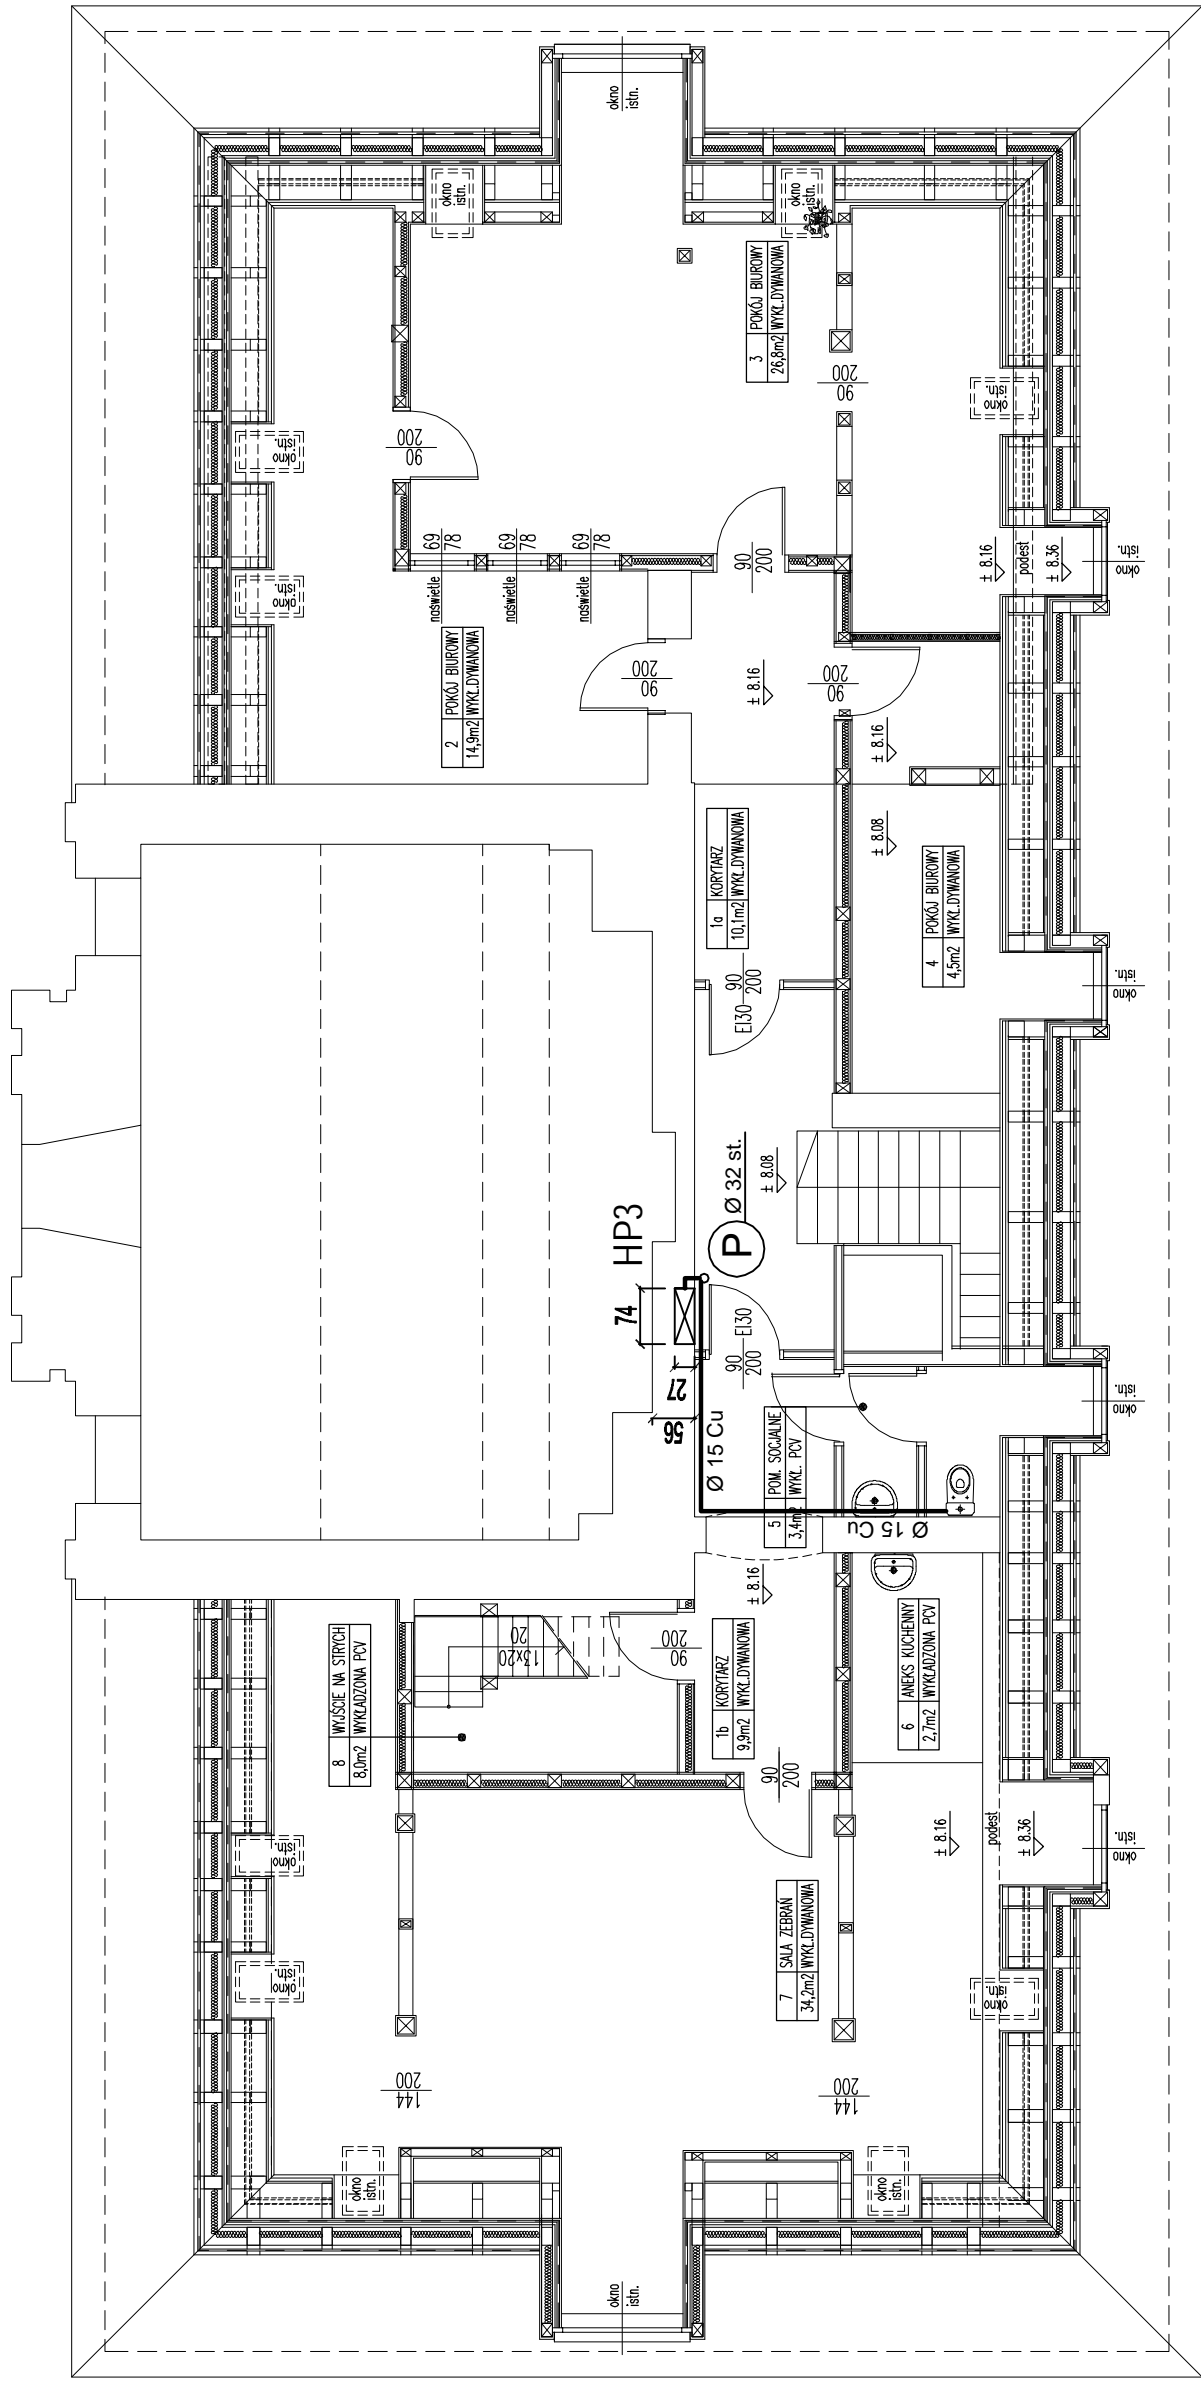 okno
istn.
okno
istn.
okno
istn.
3 POKÓJ BIUROWY
26,8m2 WYKŁ.DYWANOWA
90
200
okno
istn.
okno
istn.
90
200
okno
istn.
69
78
69
78
69
78
naświetle
naświetle
naświetle
90
200
± 8.16
podest
± 8.36
okno
istn.
2 POKÓJ BIUROWY
14,9m2 WYKŁ.DYWANOWA
90
200
± 8.16
90
200
± 8.16
1a KORYTARZ
10,1m2 WYKŁ.DYWANOWA
± 8.08
4 POKÓJ BIUROWY
4,5m2 WYKŁ.DYWANOWA
EI30
90
200
okno
istn.
HP3
P
Ø 32 st.
± 8.08
74
27
56
90
200
EI30
Ø 15 Cu
5 POM. SOCJALNE
3,4m2 WYKŁ. PCV
okno
istn.
Ø 15 Cu
± 8.16
8 WYJŚCIE NA STRYCH
8,0m2 WYKŁADZONA PCV
13x20
20
90
200
1b KORYTARZ
9,9m2 WYKŁ.DYWANOWA
6 ANEKS KUCHENNY
2,7m2 WYKŁADZONA PCV
90
200
okno
istn.
± 8.16
podest
± 8.36
okno
istn.
7 SALA ZEBRAŃ
34,2m2 WYKŁ.DYWANOWA
okno
istn.
okno
istn.
144
200
144
200
okno
istn.
okno
istn.
okno
istn.